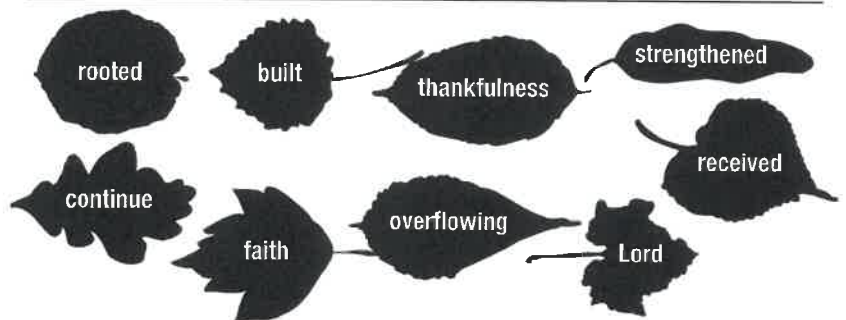 rooted
built
thankfulness
strengthened
received
continue
faith
overflowing
Lord